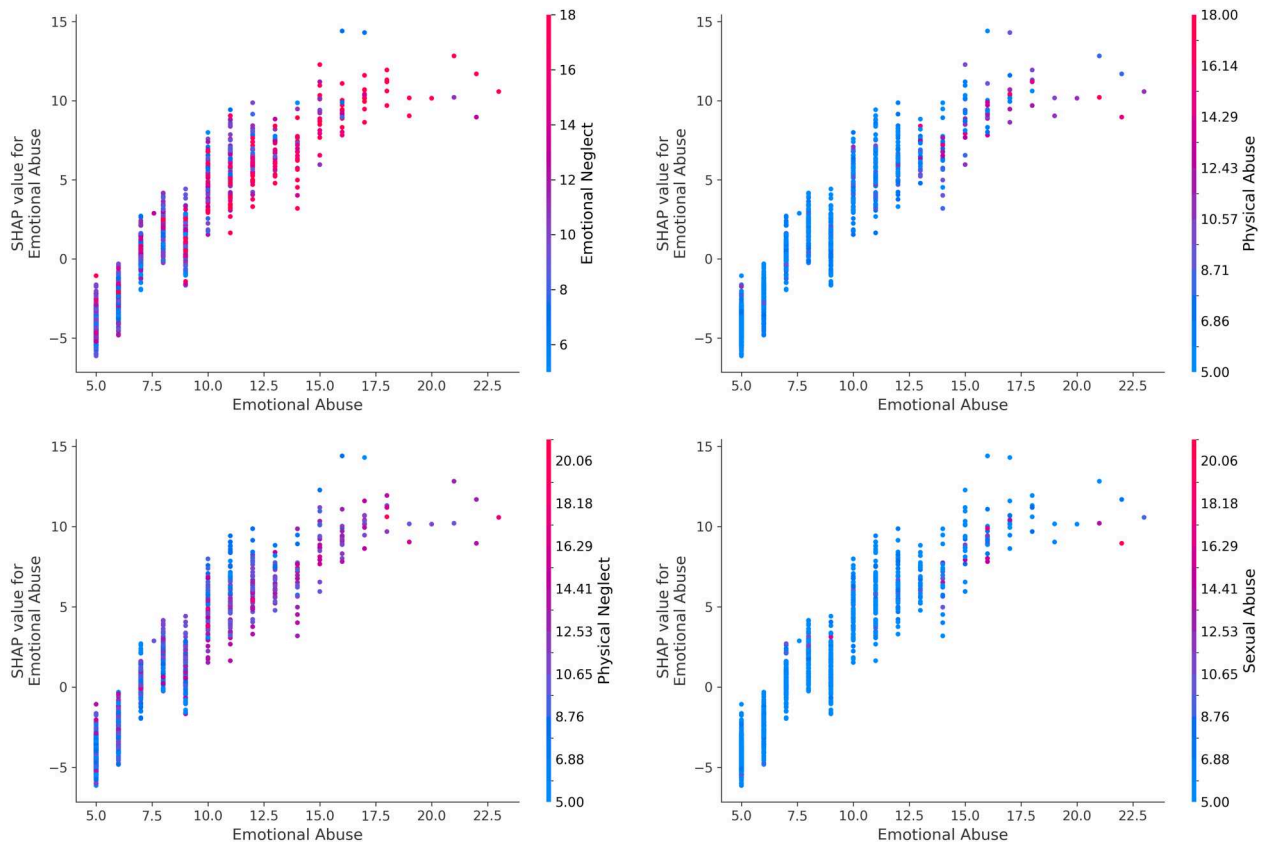 15
10
5
0
−5
SHAP value for
Emotional Abuse
5.0 7.5 10.0 12.5 15.0 17.5 20.0 22.5
Emotional Abuse
18
16
14
12
10
8
6
Emotional Neglect
15
10
5
0
−5
SHAP value for
Emotional Abuse
5.0 7.5 10.0 12.5 15.0 17.5 20.0 22.5
Emotional Abuse
18.00
16.14
14.29
12.43
10.57
8.71
6.86
5.00
Physical Abuse
15
10
5
0
−5
SHAP value for
Emotional Abuse
5.0 7.5 10.0 12.5 15.0 17.5 20.0 22.5
Emotional Abuse
20.06
18.18
16.29
14.41
12.53
10.65
8.76
6.88
5.00
Physical Neglect
15
10
5
0
−5
SHAP value for
Emotional Abuse
5.0 7.5 10.0 12.5 15.0 17.5 20.0 22.5
Emotional Abuse
20.06
18.18
16.29
14.41
12.53
10.65
8.76
6.88
5.00
Sexual Abuse